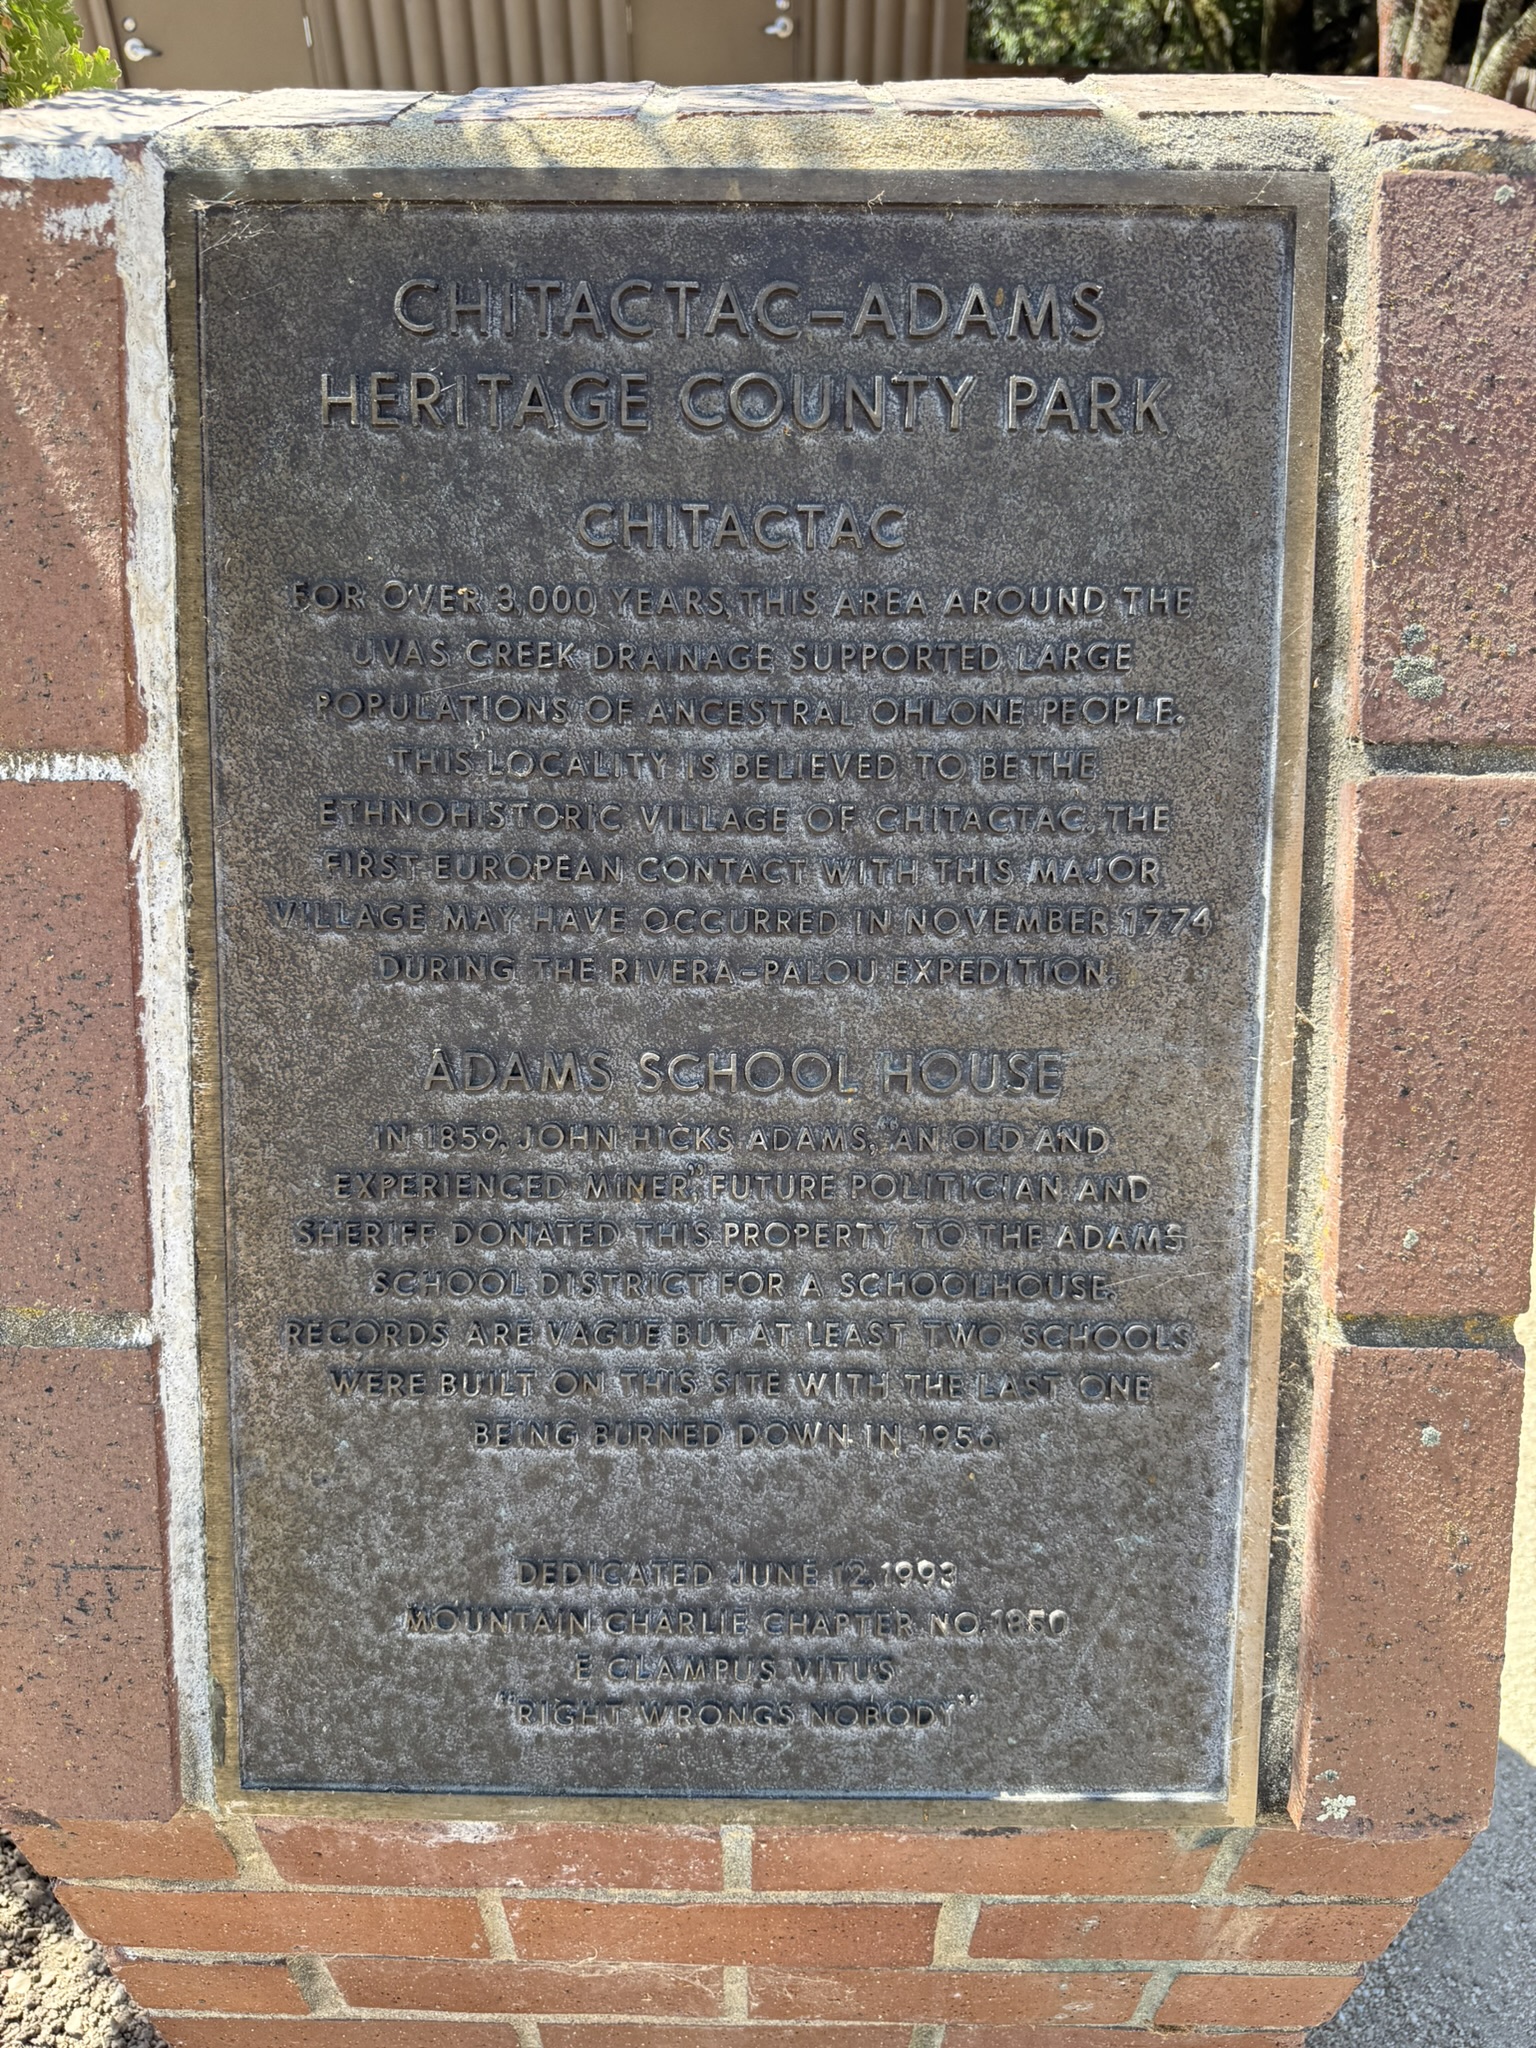 CHITACTAC-ADAMS
HERITAGE COUNTY PARK
CHITACTAC
FOR OVER 3,000 YEARS, THIS AREA AROUND THE
UVAS CREEK DRAINAGE SUPPORTED LARGE
POPULATIONS OF ANCESTRAL OHLONE PEOPLE.
THIS LOCALITY IS BELIEVED TO BE THE
ETHNOHISTORIC VILLAGE OF CHITACTAC. THE
FIRST EUROPEAN CONTACT WITH THIS MAJOR
VILLAGE MAY HAVE OCCURRED IN NOVEMBER 1774
DURING THE RIVERA-PALOU EXPEDITION.
ADAMS SCHOOL HOUSE
IN 1859, JOHN HICKS ADAMS, "AN OLD AND
EXPERIENCED MINER," FUTURE POLITICIAN AND
SHERIFF DONATED THIS PROPERTY TO THE ADAMS
SCHOOL DISTRICT FOR A SCHOOLHOUSE.
RECORDS ARE VAGUE BUT AT LEAST TWO SCHOOLS
WERE BUILT ON THIS SITE WITH THE LAST ONE
BEING BURNED DOWN IN 1956.
DEDICATED JUNE 12, 1993
MOUNTAIN CHARLIE CHAPTER NO. 1850
E CLAMPUS VITUS
"RIGHT WRONGS NOBODY"